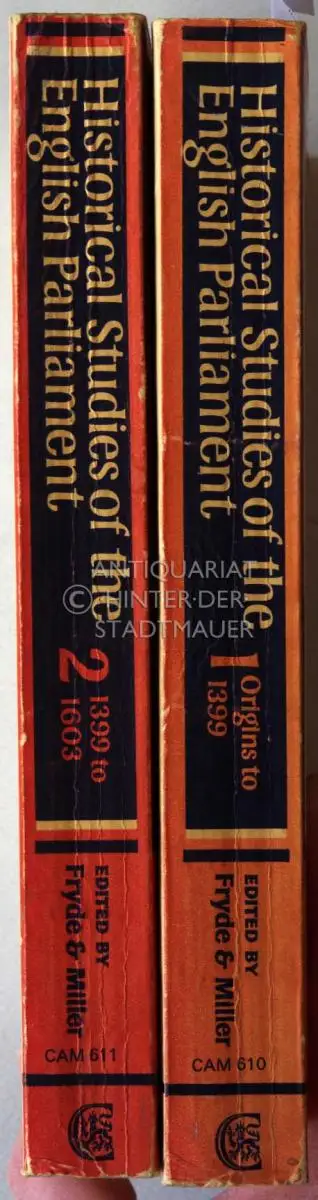 Historical Studies of the
English Parliament
2 1399 to
1603
EDITED BY
Fryde & Miller
CAM 611
Historical Studies of the
English Parliament
1 Origins to
1399
EDITED BY
Fryde & Miller
CAM 610
ANTIQUARIAT
© HINTER·DER
STADTMAUER